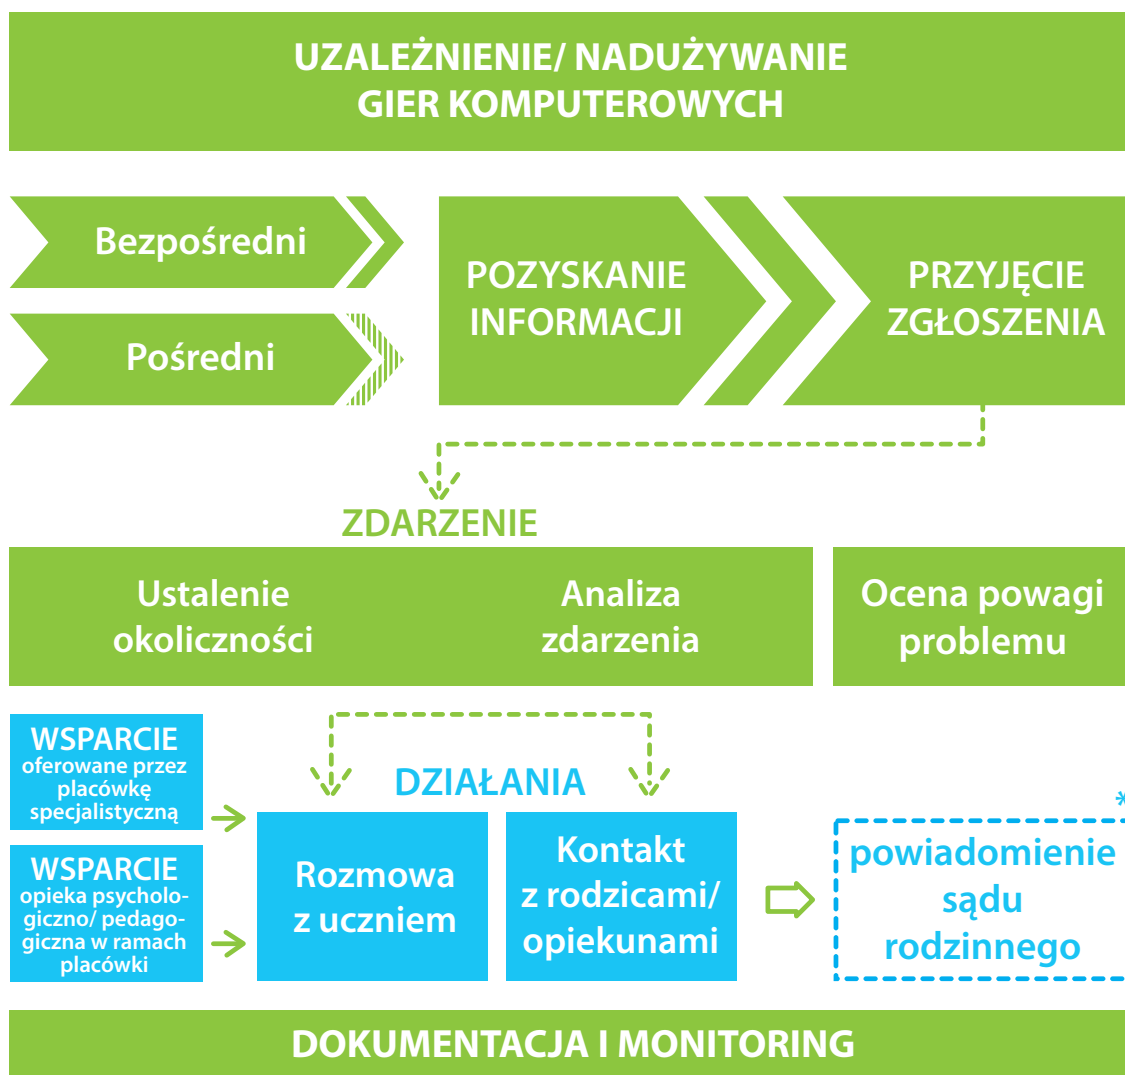 UZALEŻNIENIE/ NADUŻYWANIE
GIER KOMPUTEROWYCH
Bezpośredni
Pośredni
POZYSKANIE
INFORMACJI
PRZYJĘCIE
ZGŁOSZENIA
ZDARZENIE
Ustalenie
okoliczności
Analiza
zdarzenia
Ocena powagi
problemu
WSPARCIE
oferowane przez
placówkę
specjalistyczną
WSPARCIE
opieka psycholo-
giczno/ pedago-
giczna w ramach
placówki
DZIAŁANIA
Rozmowa
z uczniem
Kontakt
z rodzicami/
opiekunami
*
powiadomienie
sądu
rodzinnego
DOKUMENTACJA I MONITORING